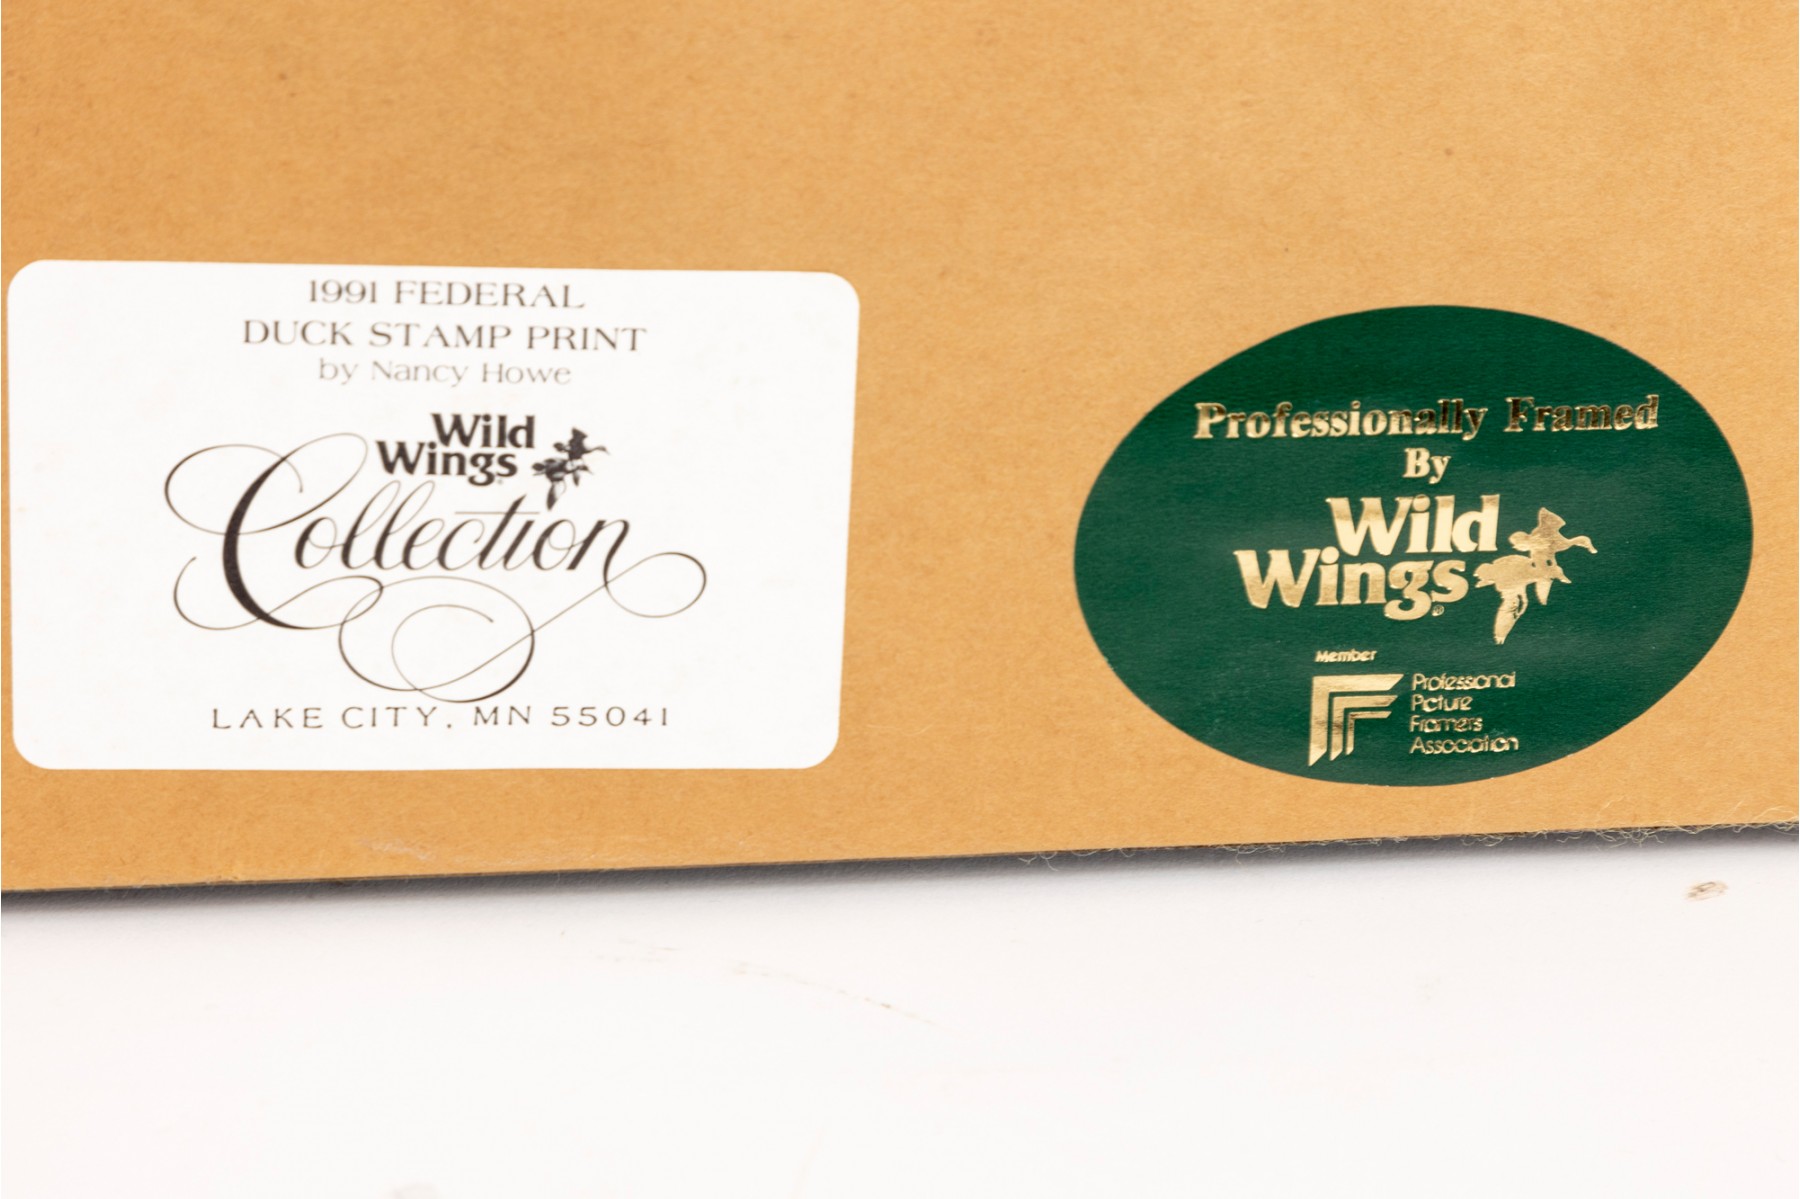 1991 FEDERAL
DUCK STAMP PRINT
by Nancy Howe
Wild
Wings
Collection
LAKE CITY, MN 55041
Professionally Framed
By
Wild
Wings®
Member
Professional
Picture
Framers
Association